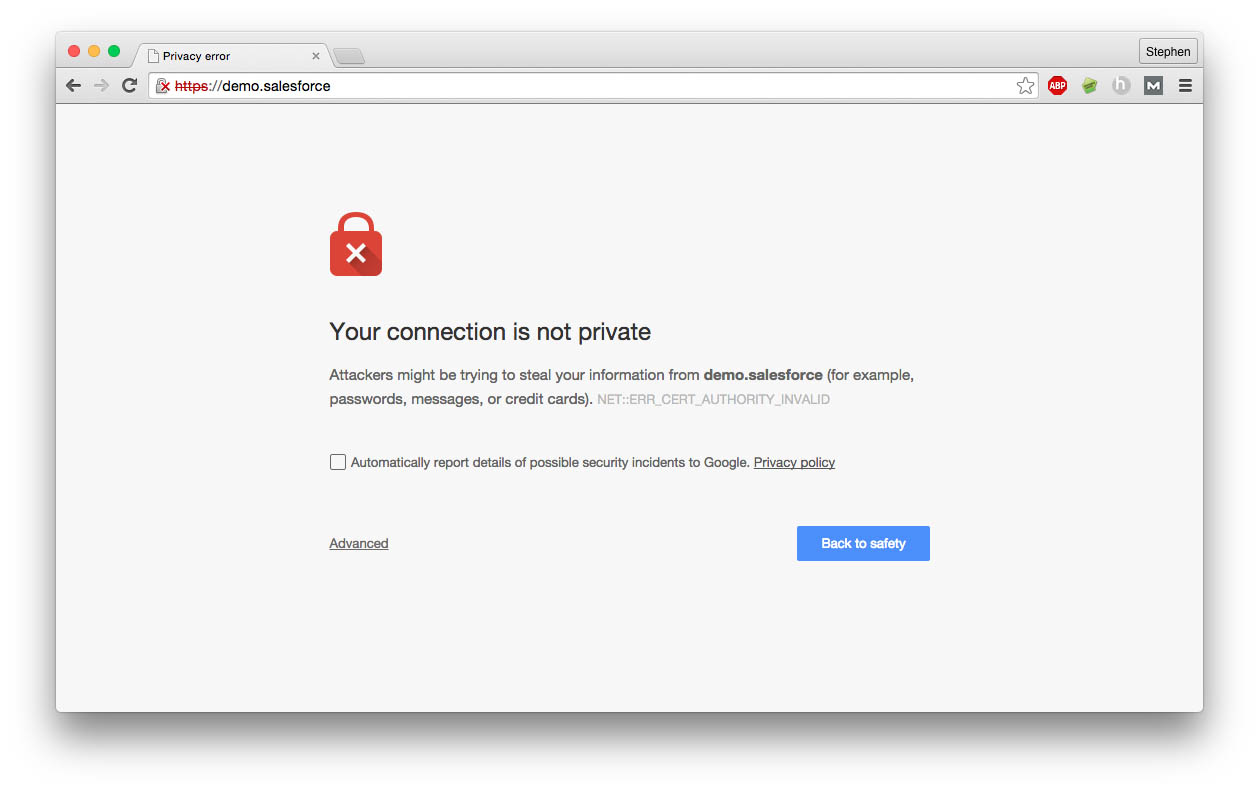 Privacy error
Stephen
https://demo.salesforce
ABP
h
M
Your connection is not private
Attackers might be trying to steal your information from demo.salesforce (for example,
passwords, messages, or credit cards). NET::ERR_CERT_AUTHORITY_INVALID
Automatically report details of possible security incidents to Google. Privacy policy
Advanced
Back to safety